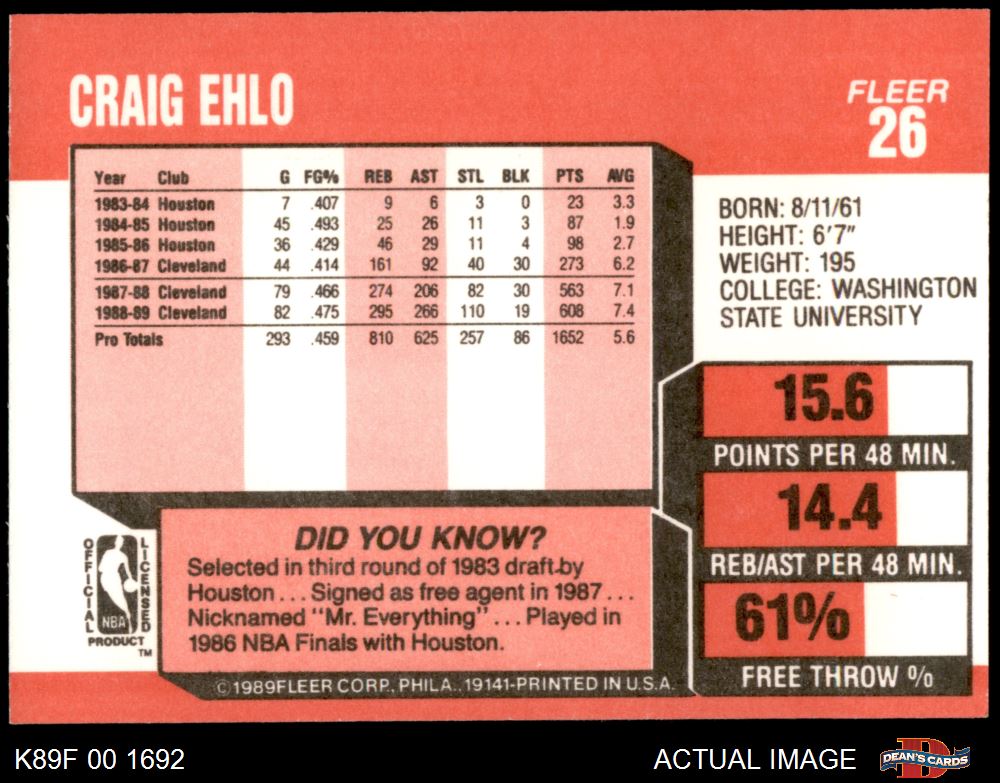 CRAIG EHLO
FLEER
26
Year Club G FG% REB AST STL BLK PTS AVG
1983-84 Houston 7 .407 9 6 3 0 23 3.3
1984-85 Houston 45 .493 25 26 11 3 87 1.9
1985-86 Houston 36 .429 46 29 11 4 98 2.7
1986-87 Cleveland 44 .414 161 92 40 30 273 6.2
1987-88 Cleveland 79 .466 274 206 82 30 563 7.1
1988-89 Cleveland 82 .475 295 266 110 19 608 7.4
Pro Totals 293 .459 810 625 257 86 1652 5.6
BORN: 8/11/61
HEIGHT: 6'7"
WEIGHT: 195
COLLEGE: WASHINGTON
STATE UNIVERSITY
15.6
POINTS PER 48 MIN.
14.4
REB/AST PER 48 MIN.
61%
FREE THROW %
OFFICIAL
LICENSED
NBA
PRODUCT
TM
DID YOU KNOW?
Selected in third round of 1983 draft by
Houston . . . Signed as free agent in 1987 . . .
Nicknamed "Mr. Everything" . . . Played in
1986 NBA Finals with Houston.
©1989FLEER CORP., PHILA., 19141-PRINTED IN U.S.A.
K89F 00 1692
ACTUAL IMAGE
DEAN'S CARDS